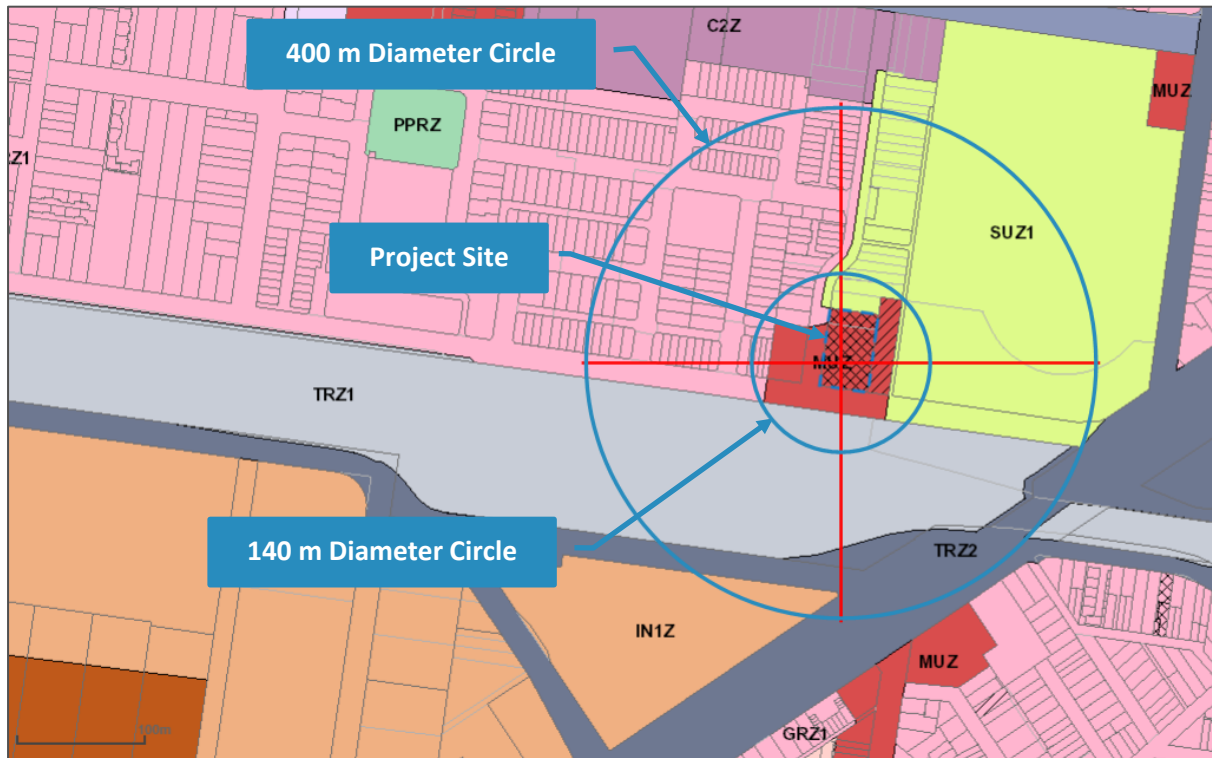 C2Z
400 m Diameter Circle
MUZ
PPRZ
Z1
SUZ1
Project Site
MUZ
TRZ1
140 m Diameter Circle
TRZ2
IN1Z
MUZ
100m
GRZ1